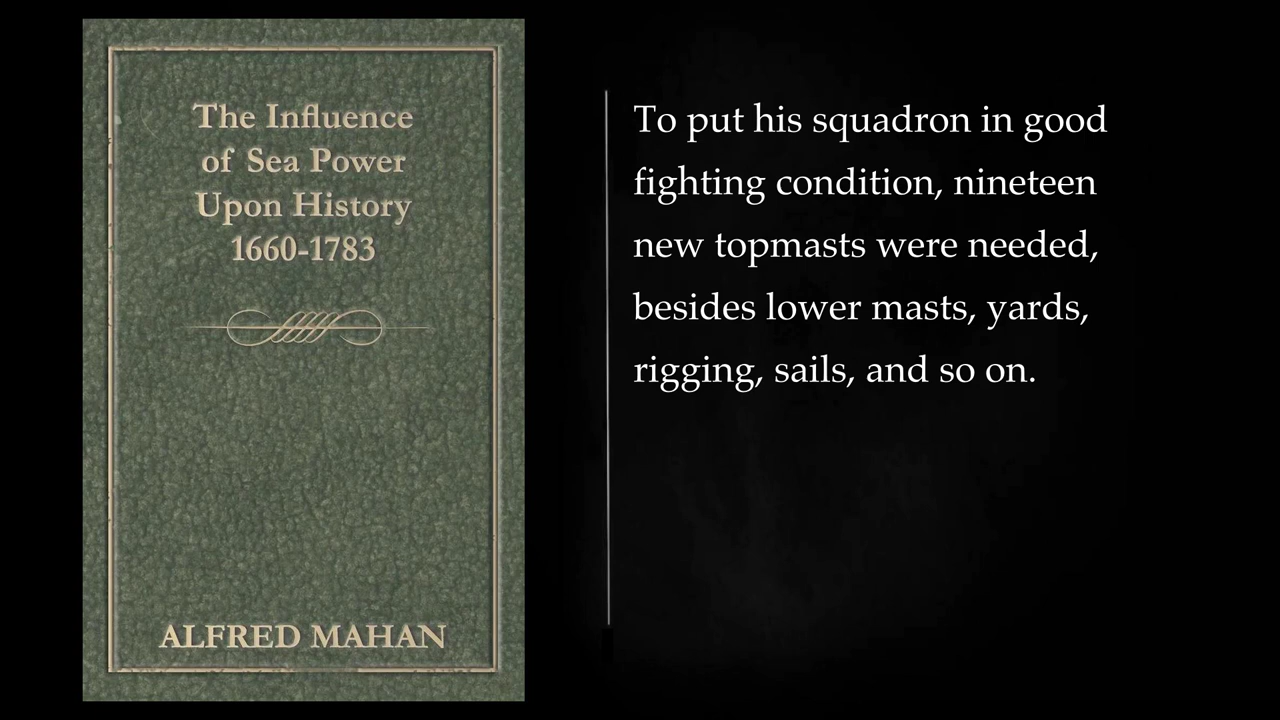 The Influence
of Sea Power
Upon History
1660-1783
ALFRED MAHAN
To put his squadron in good
fighting condition, nineteen
new topmasts were needed,
besides lower masts, yards,
rigging, sails, and so on.